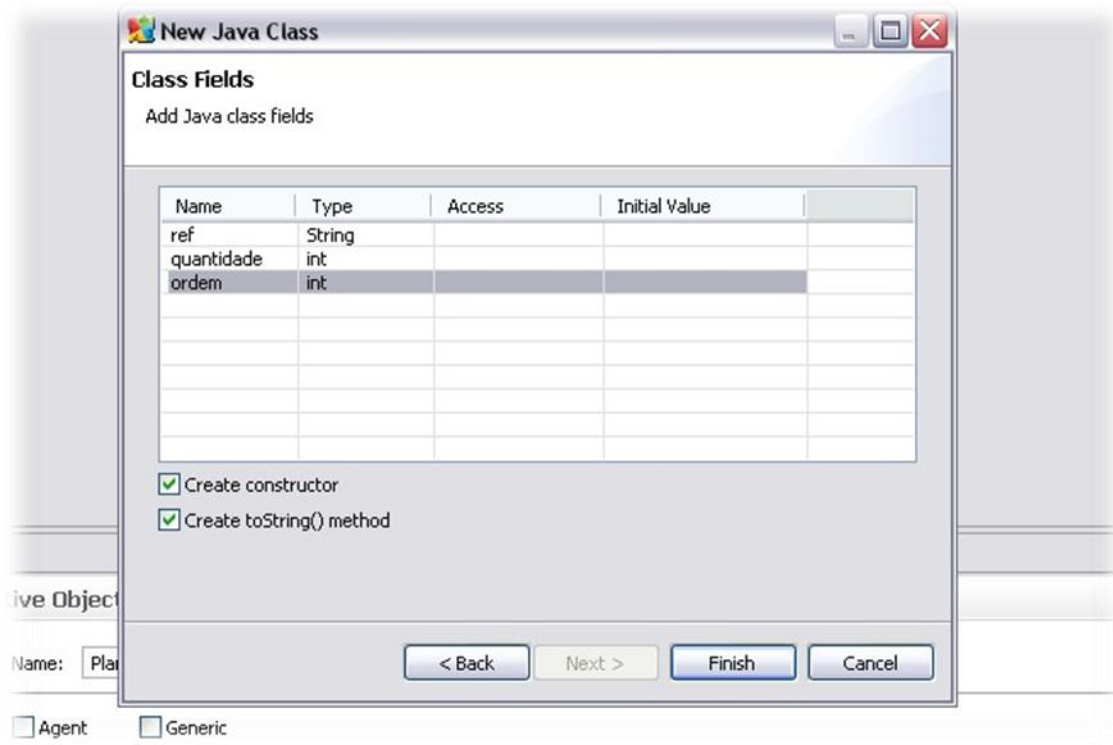 New Java Class
Class Fields
Add Java class fields
Name Type Access Initial Value
ref String
quantidade int
ordem int
Create constructor
Create toString() method
ive Object
Name: Pla
< Back Next > Finish Cancel
Agent Generic